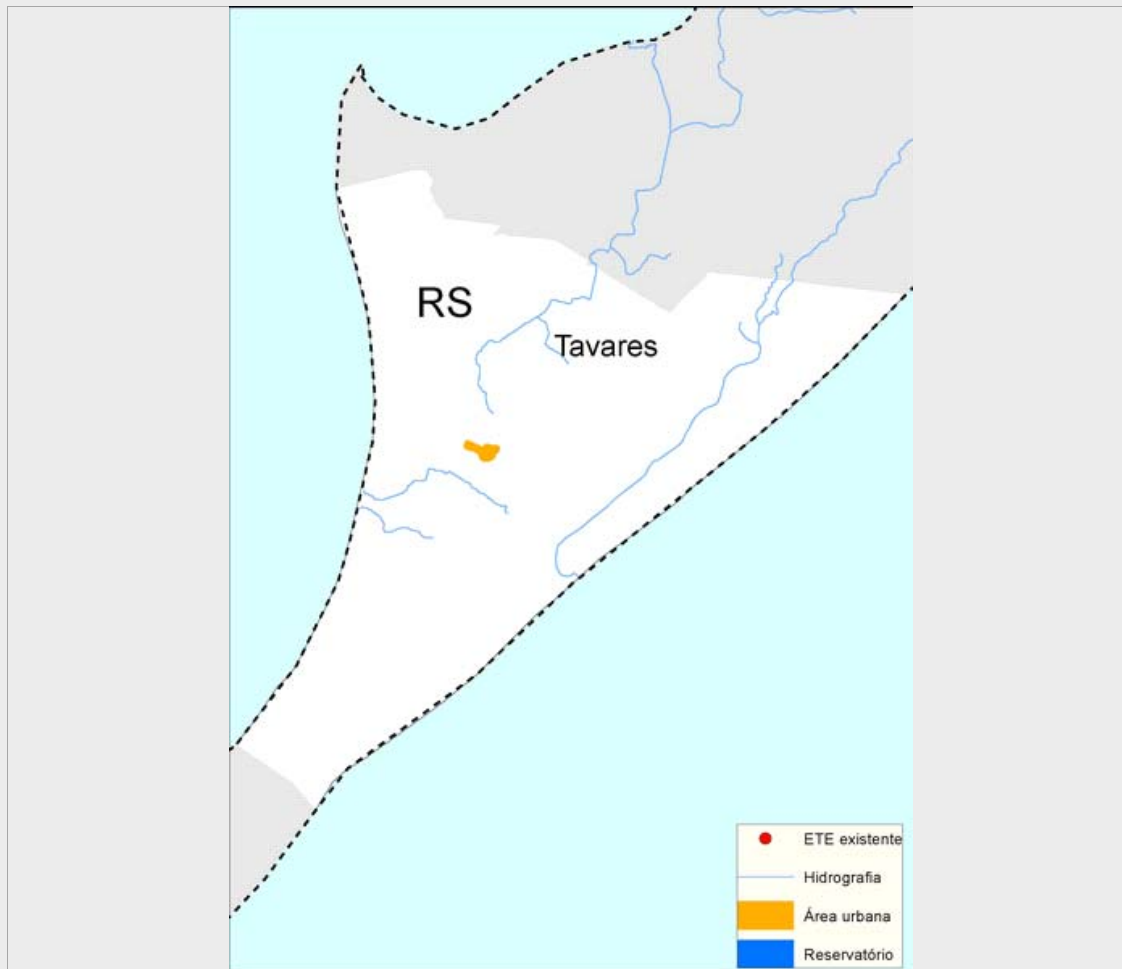 RS
Tavares
ETE existente
Hidrografia
Área urbana
Reservatório